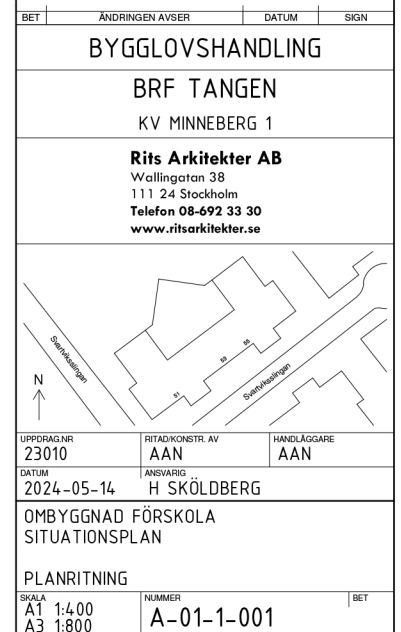 BET ÄNDRINGEN AVSER DATUM SIGN
BYGGLOVSHANDLING
BRF TANGEN
KV MINNEBERG 1
Rits Arkitekter AB
Wallingatan 38
111 24 Stockholm
Telefon 08-692 33 30
www.ritsarkitekter.se
Svartviksslingan
55
59
51
Svartviksslingan
N
UPPDRAG.NR RITAD/KONSTR. AV HANDLÄGGARE
23010 AAN AAN
DATUM ANSVARIG
2024-05-14 H SKÖLDBERG
OMBYGGNAD FÖRSKOLA
SITUATIONSPLAN
PLANRITNING
SKALA NUMMER BET
A1 1:400
A3 1:800
A-01-1-001